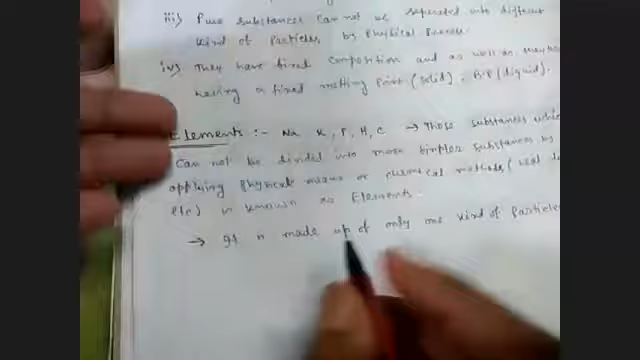 iii) Pure substances can not be seperated into different
kind of Particles by Physical Process
iv) They have fixed composition and as well as they
having a fixed melting Point (solid), B.P (liquid).
Elements :- Na K, P, H, C → Those substances which
Can not be divided into more simpler substances by
applying Physical means or chemical methods (
etc) is known as Elements.
→ It is made up of only one kind of Particles